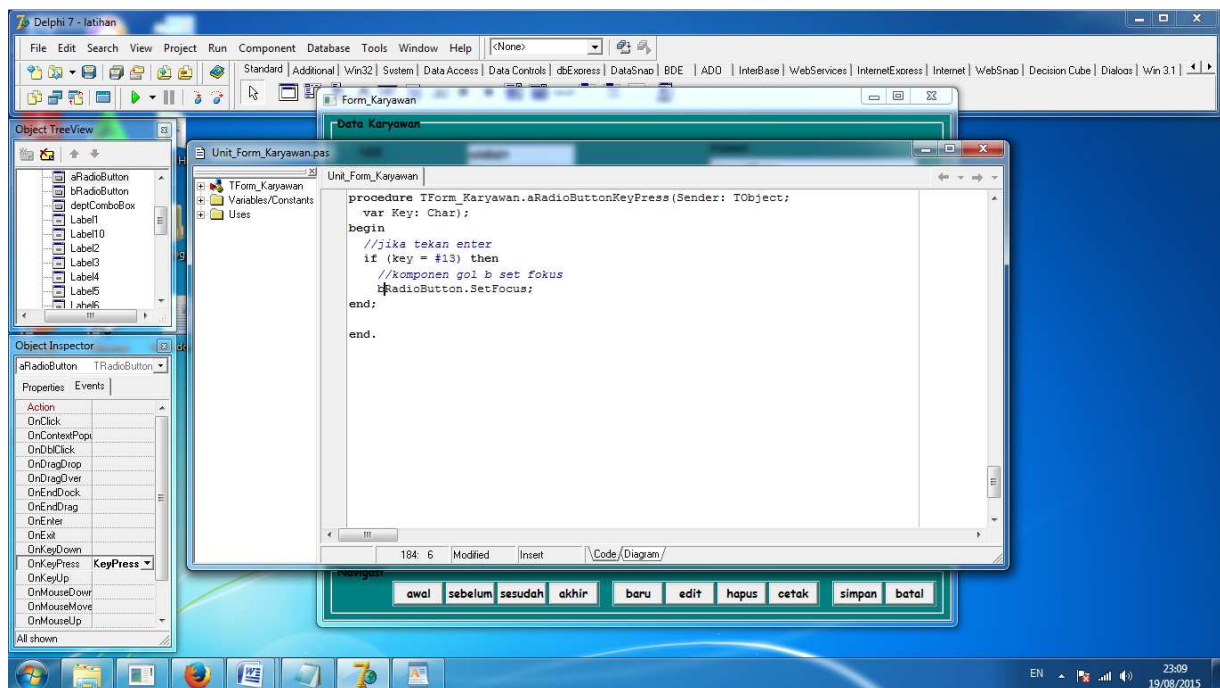 Delphi 7 - latihan
File Edit Search View Project Run Component Database Tools Window Help <None>
Standard Additional Win32 System Data Access Data Controls dbExpress DataSnap BDE ADO InterBase WebServices InternetExpress Internet WebSnap Decision Cube Dialogs Win 3.1
Form_Karyawan
Data Karyawan
Object TreeView
aRadioButton
bRadioButton
deptComboBox
Label1
Label10
Label2
Label3
Label4
Label5
Label6
Unit_Form_Karyawan.pas
TForm_Karyawan
Variables/Constants
Uses
Unit_Form_Karyawan
procedure TForm_Karyawan.aRadioButtonKeyPress(Sender: TObject;
var Key: Char);
begin
//jika tekan enter
if (key = #13) then
//komponen gol b set fokus
bRadioButton.SetFocus;
end;
end.
184: 6 Modified Insert Code Diagram
Object Inspector
aRadioButton TRadioButton
Properties Events
Action
OnClick
OnContextPopu
OnDblClick
OnDragDrop
OnDragOver
OnEndDock
OnEndDrag
OnEnter
OnExit
OnKeyDown
OnKeyPress KeyPress
OnKeyUp
OnMouseDowr
OnMouseMove
OnMouseUp
All shown
Navigasi
awal sebelum sesudah akhir baru edit hapus cetak simpan batal
EN 23:09
19/08/2015